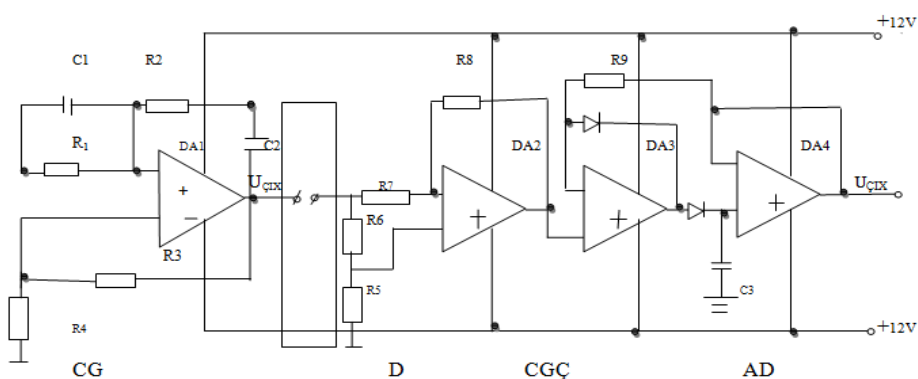 +12V
C1 R2 R8 R9
R₁ DA1 C2 DA2 DA3 DA4
+
−
UÇIX
R7
UÇIX
R6
+
+
+
R3
R5
C3
R4
+12V
CG D CGÇ AD